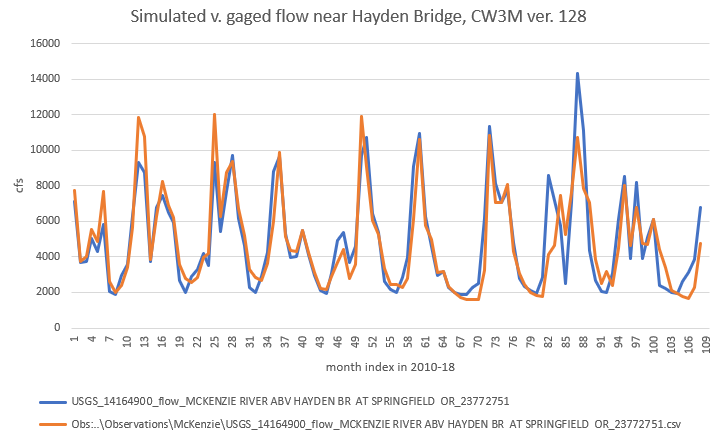 Simulated v. gaged flow near Hayden Bridge, CW3M ver. 128
16000
14000
12000
10000
8000
6000
4000
2000
0
cfs
1 4 7 10 13 16 19 22 25 28 31 34 37 40 43 46 49 52 55 58 61 64 67 70 73 76 79 82 85 88 91 94 97 100 103 106 109
month index in 2010-18
USGS_14164900_flow_MCKENZIE RIVER ABV HAYDEN BR AT SPRINGFIELD OR_23772751
Obs:..\Observations\McKenzie\USGS_14164900_flow_MCKENZIE RIVER ABV HAYDEN BR AT SPRINGFIELD OR_23772751.csv